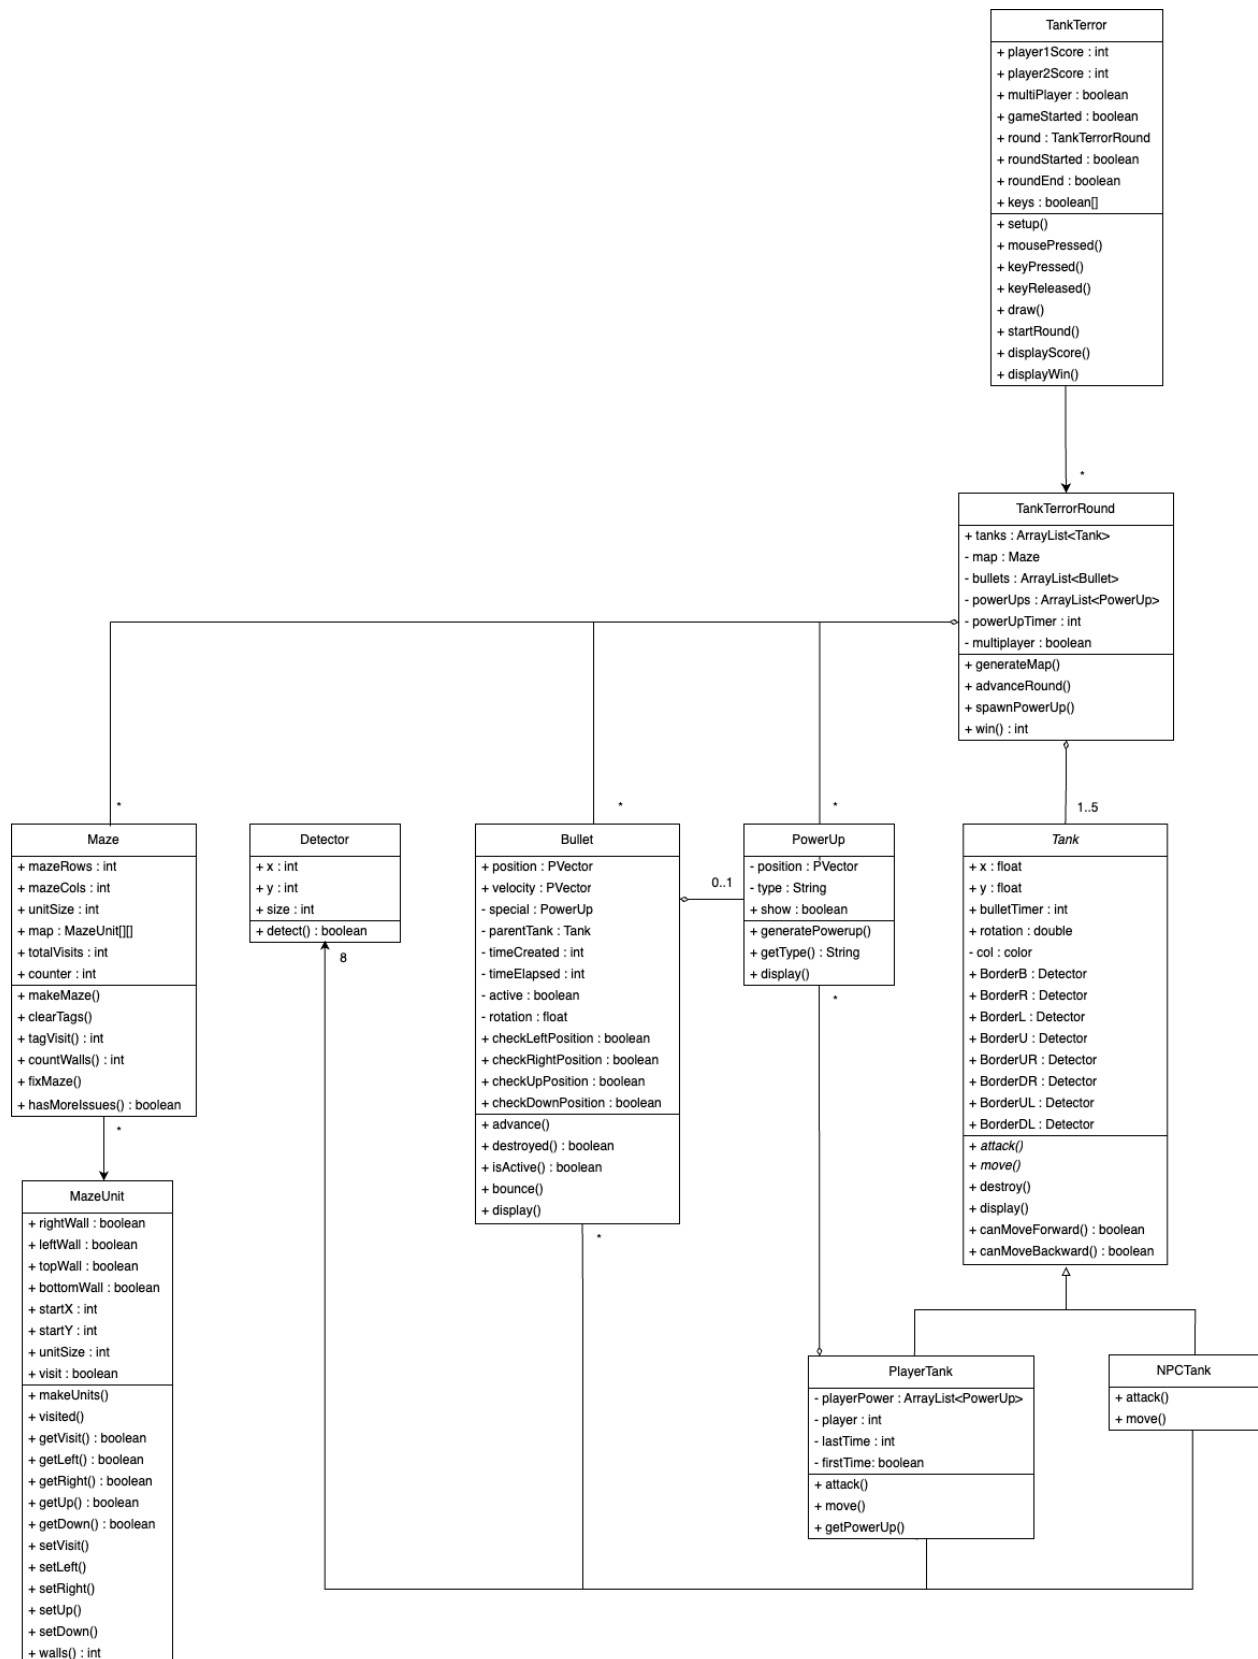 TankTerror
+ player1Score : int
+ player2Score : int
+ multiPlayer : boolean
+ gameStarted : boolean
+ round : TankTerrorRound
+ roundStarted : boolean
+ roundEnd : boolean
+ keys : boolean[]
+ setup()
+ mousePressed()
+ keyPressed()
+ keyReleased()
+ draw()
+ startRound()
+ displayScore()
+ displayWin()
*
TankTerrorRound
+ tanks : ArrayList<Tank>
- map : Maze
- bullets : ArrayList<Bullet>
- powerUps : ArrayList<PowerUp>
- powerUpTimer : int
- multiplayer : boolean
+ generateMap()
+ advanceRound()
+ spawnPowerUp()
+ win() : int
*
*
*
1..5
Maze
+ mazeRows : int
+ mazeCols : int
+ unitSize : int
+ map : MazeUnit[][]
+ totalVisits : int
+ counter : int
+ makeMaze()
+ clearTags()
+ tagVisit() : int
+ countWalls() : int
+ fixMaze()
+ hasMoreIssues() : boolean
*
Detector
+ x : int
+ y : int
+ size : int
+ detect() : boolean
8
Bullet
+ position : PVector
+ velocity : PVector
- special : PowerUp
- parentTank : Tank
- timeCreated : int
- timeElapsed : int
- active : boolean
- rotation : float
+ checkLeftPosition : boolean
+ checkRightPosition : boolean
+ checkUpPosition : boolean
+ checkDownPosition : boolean
+ advance()
+ destroyed() : boolean
+ isActive() : boolean
+ bounce()
+ display()
*
0..1
PowerUp
- position : PVector
- type : String
+ show : boolean
+ generatePowerup()
+ getType() : String
+ display()
*
Tank
+ x : float
+ y : float
+ bulletTimer : int
+ rotation : double
- col : color
+ BorderB : Detector
+ BorderR : Detector
+ BorderL : Detector
+ BorderU : Detector
+ BorderUR : Detector
+ BorderDR : Detector
+ BorderUL : Detector
+ BorderDL : Detector
+ attack()
+ move()
+ destroy()
+ display()
+ canMoveForward() : boolean
+ canMoveBackward() : boolean
MazeUnit
+ rightWall : boolean
+ leftWall : boolean
+ topWall : boolean
+ bottomWall : boolean
+ startX : int
+ startY : int
+ unitSize : int
+ visit : boolean
+ makeUnits()
+ visited()
+ getVisit() : boolean
+ getLeft() : boolean
+ getRight() : boolean
+ getUp() : boolean
+ getDown() : boolean
+ setVisit()
+ setLeft()
+ setRight()
+ setUp()
+ setDown()
+ walls() : int
PlayerTank
- playerPower : ArrayList<PowerUp>
- player : int
- lastTime : int
- firstTime: boolean
+ attack()
+ move()
+ getPowerUp()
NPCTank
+ attack()
+ move()